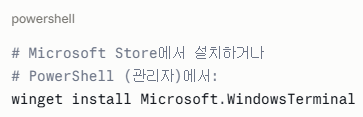 powershell
# Microsoft Store에서 설치하거나
# PowerShell (관리자)에서:
winget install Microsoft.WindowsTerminal